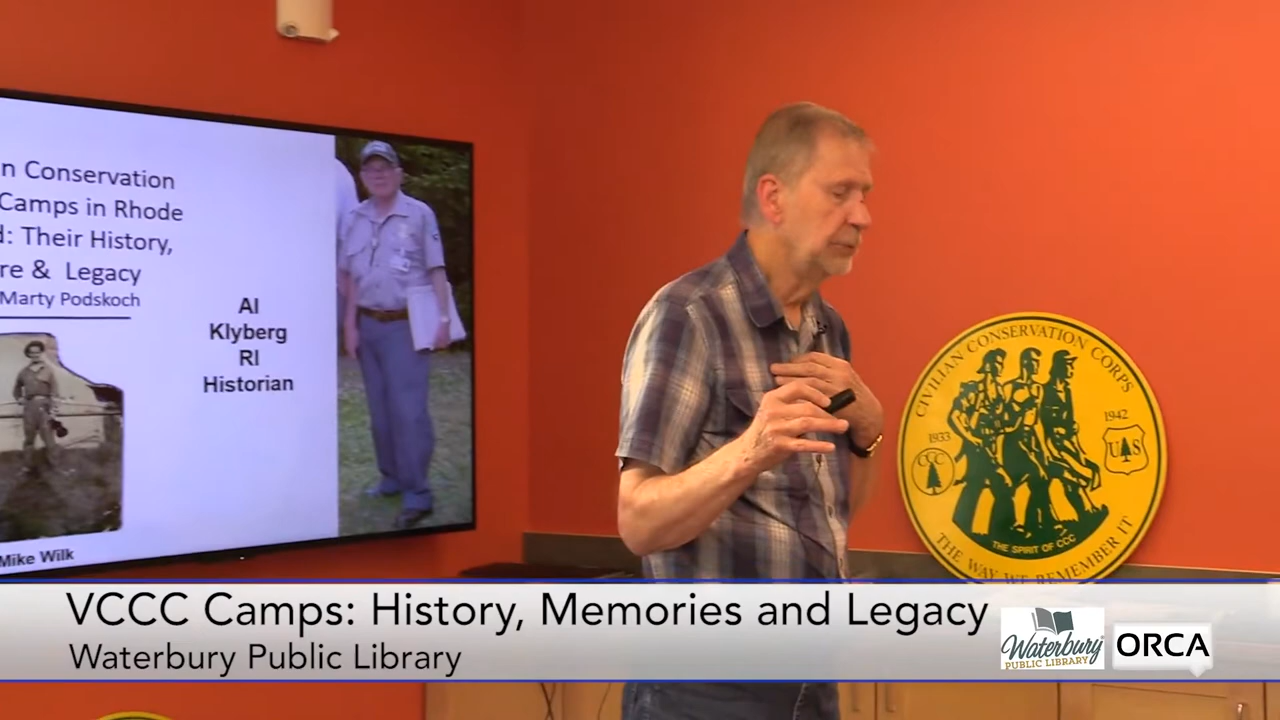 n Conservation
Camps in Rhode
d: Their History,
re & Legacy
Marty Podskoch
Al
Klyberg
RI
Historian
Mike Wilk
CIVILIAN CONSERVATION CORPS
1933
1942
CCC
U S
THE SPIRIT OF CCC
THE WAY WE REMEMBER IT
VCCC Camps: History, Memories and Legacy
Waterbury Public Library
Waterbury
PUBLIC LIBRARY
ORCA